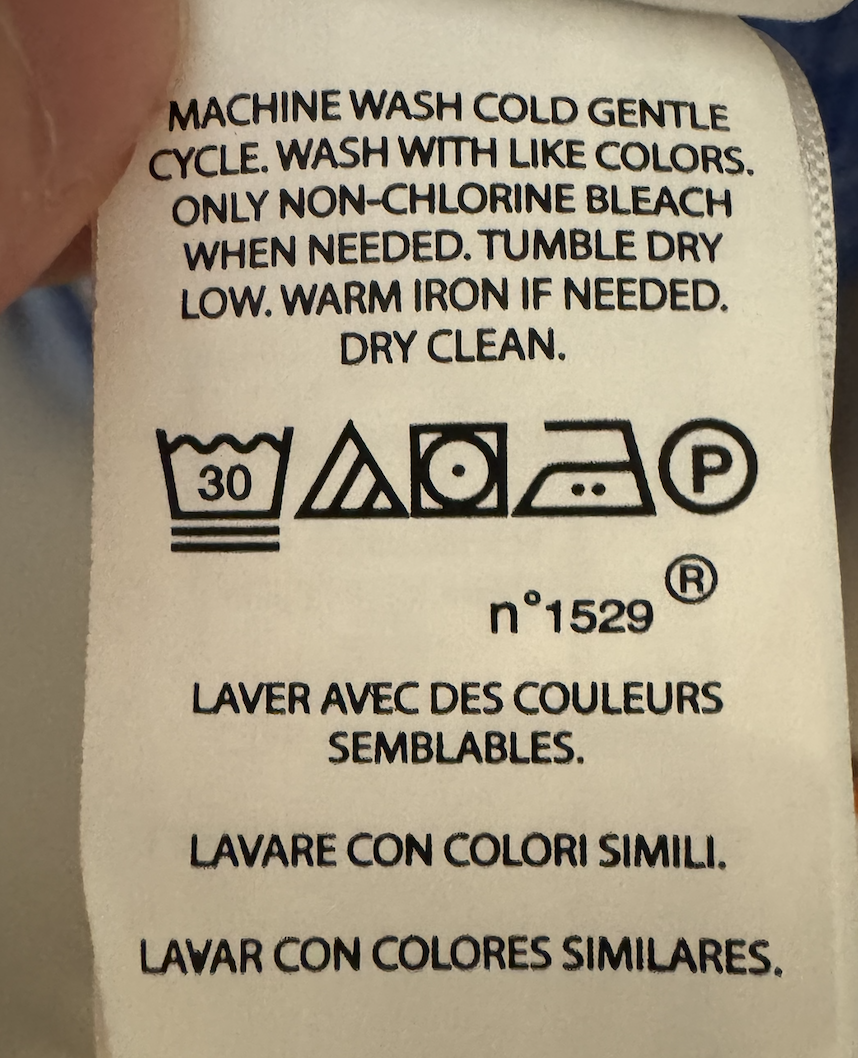 MACHINE WASH COLD GENTLE
CYCLE. WASH WITH LIKE COLORS.
ONLY NON-CHLORINE BLEACH
WHEN NEEDED. TUMBLE DRY
LOW. WARM IRON IF NEEDED.
DRY CLEAN.
30 P
n°1529®
LAVER AVEC DES COULEURS
SEMBLABLES.
LAVARE CON COLORI SIMILI.
LAVAR CON COLORES SIMILARES.